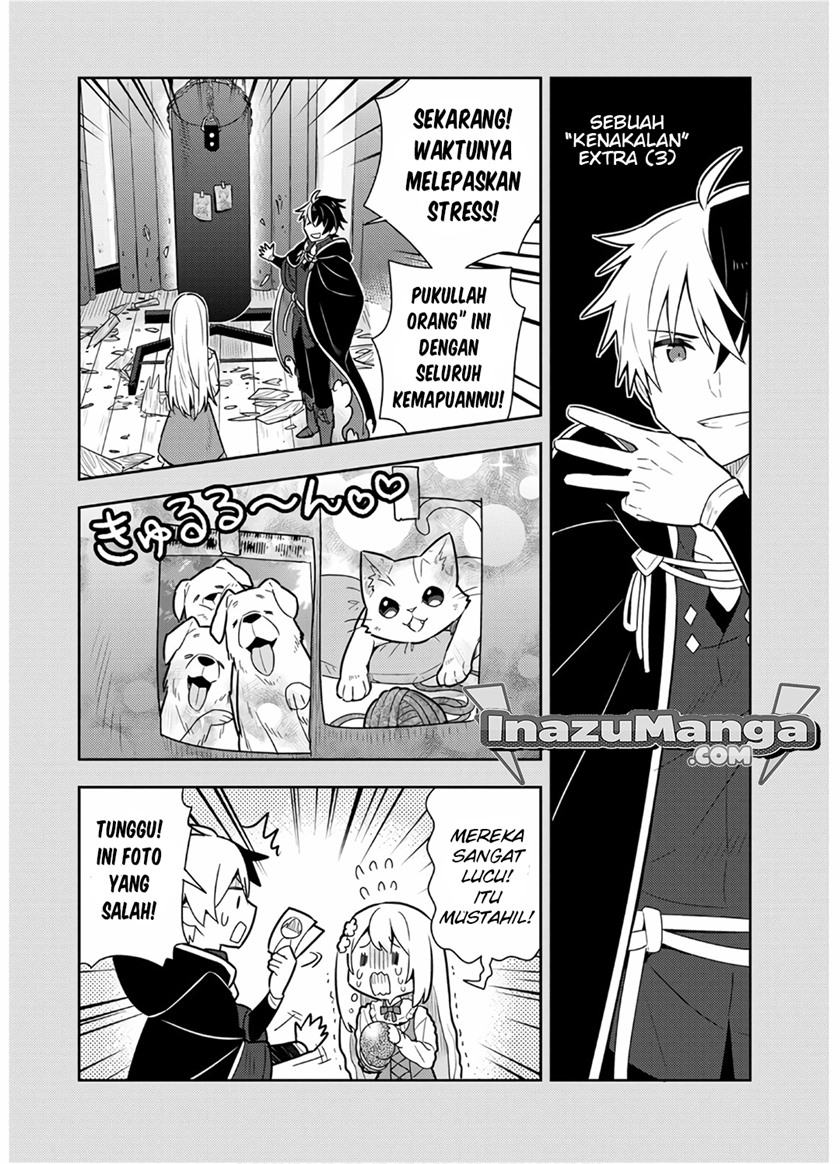 SEBUAH
"KENAKALAN"
EXTRA (3)
SEKARANG!
WAKTUNYA
MELEPASKAN
STRESS!
PUKULLAH
ORANG" INI
DENGAN
SELURUH
KEMAPUANMU!
きゅるるる～ん♡♡
InazuManga
.COM
MEREKA
SANGAT
LUCU!
ITU
MUSTAHIL!
TUNGGU!
INI FOTO
YANG
SALAH!